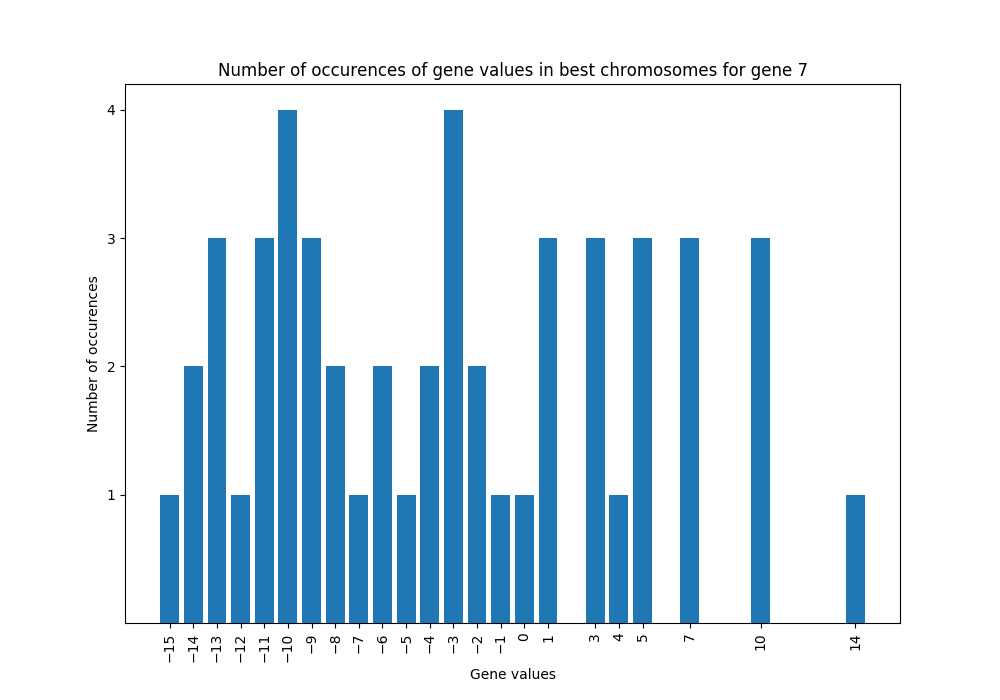 Number of occurences of gene values in best chromosomes for gene 7
4
3
2
1
Number of occurences
−15 −14 −13 −12 −11 −10 −9 −8 −7 −6 −5 −4 −3 −2 −1 0 1 3 4 5 7 10 14
Gene values